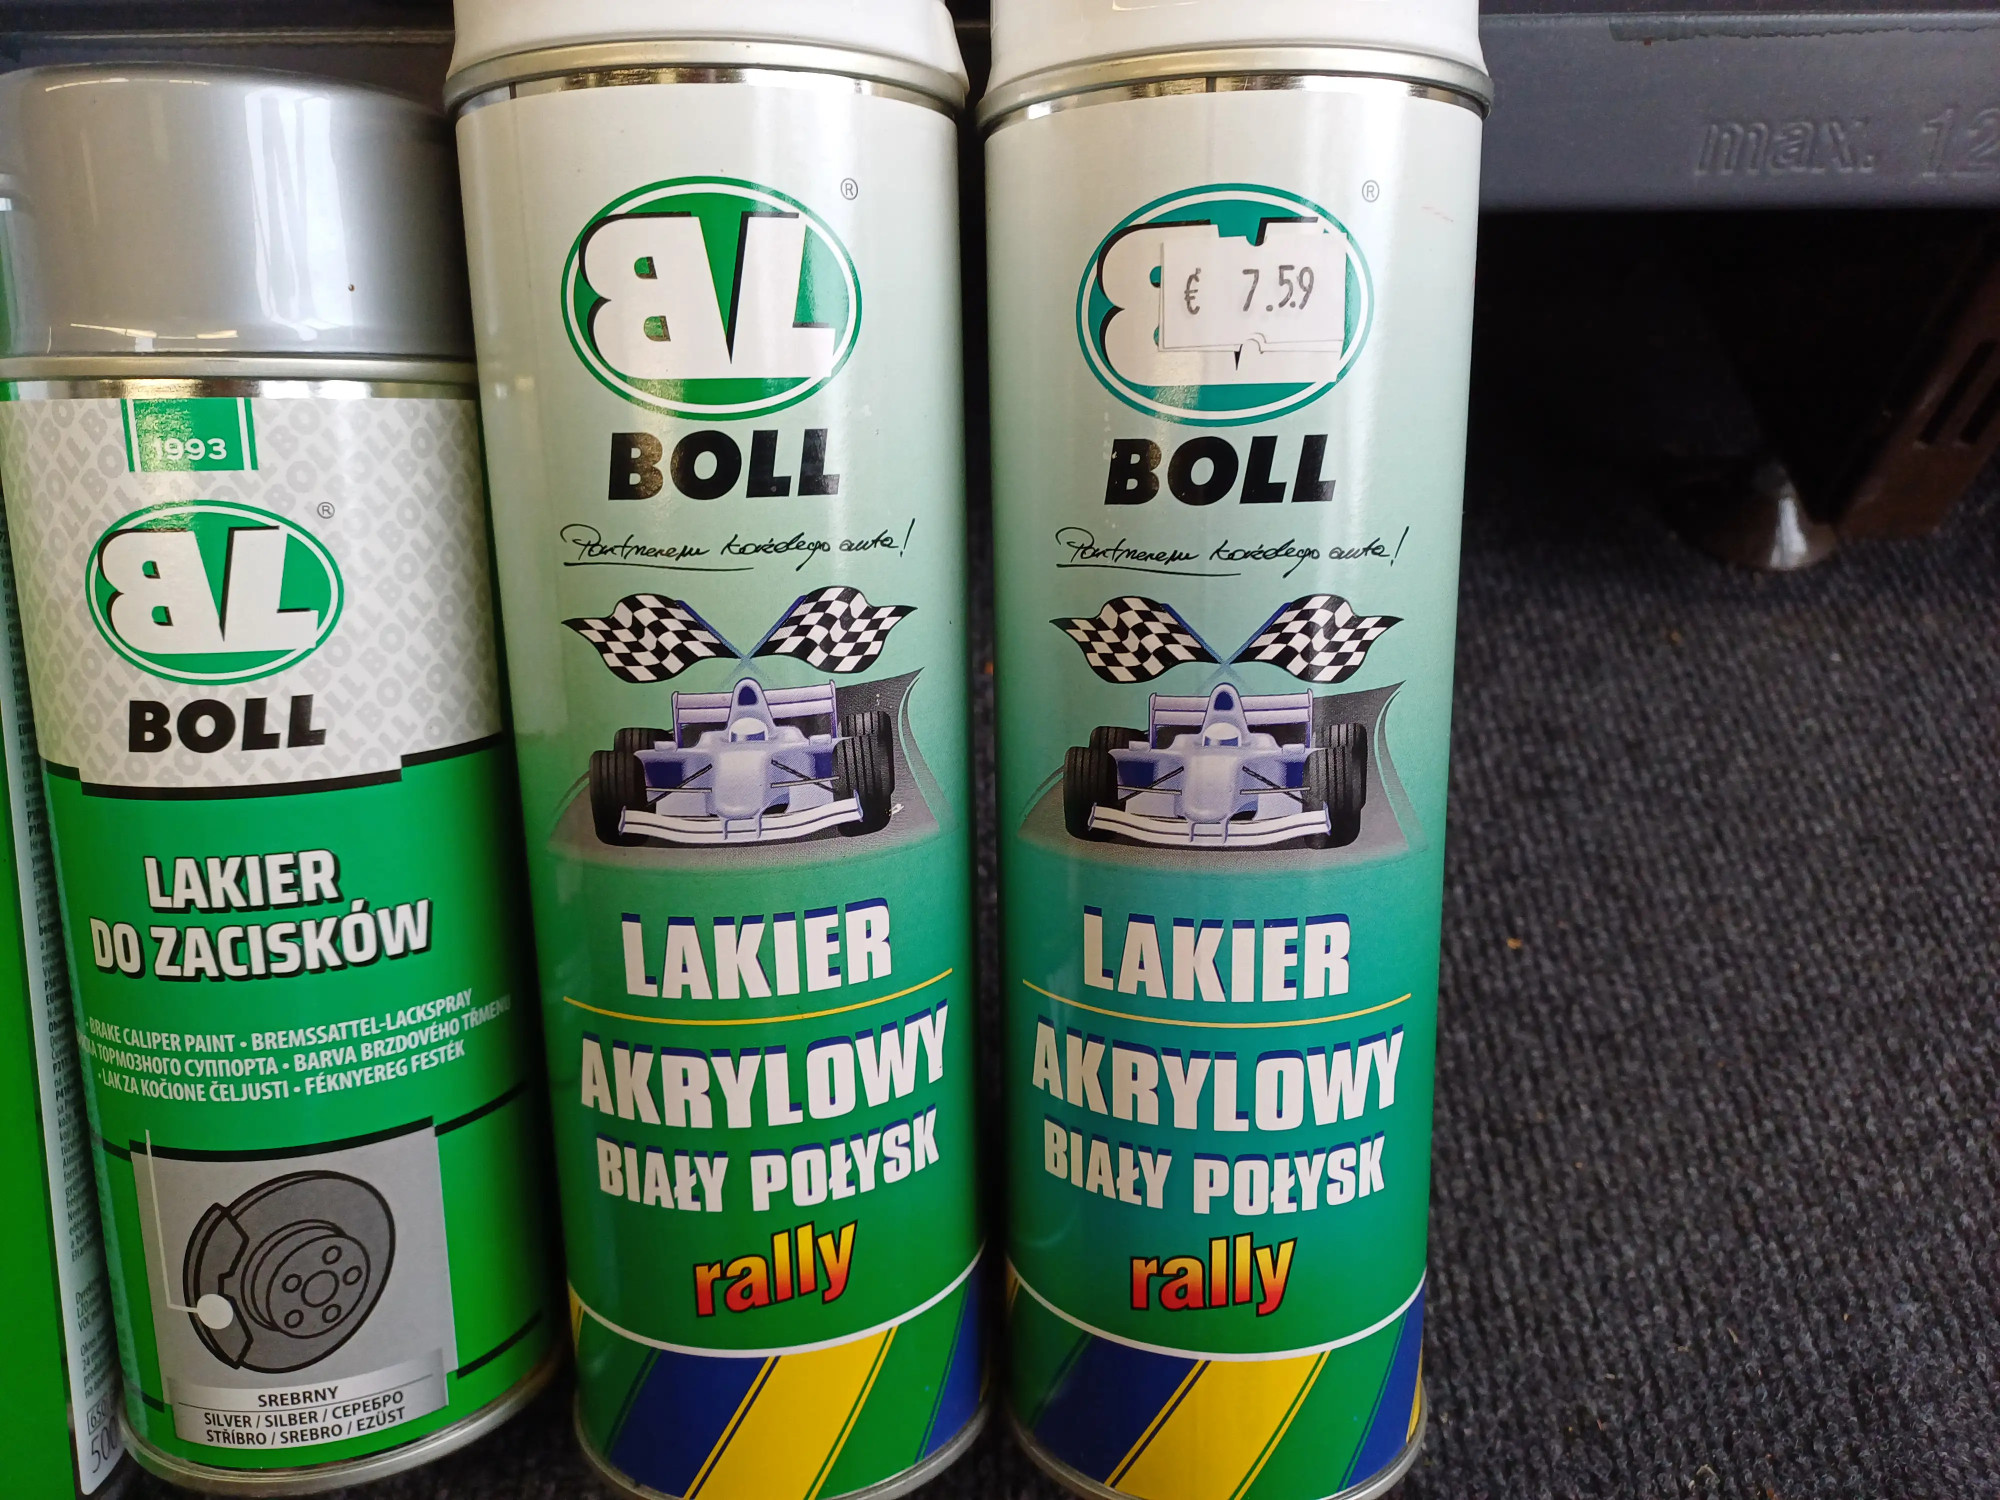 1993
BL ®
BOLL
LAKIER
DO ZACISKÓW
• BRAKE CALIPER PAINT • BREMSSATTEL-LACKSPRAY
ТОРМОЗНОГО СУППОРТА • BARVA BRZDOVÉHO TŘMENU
• LAK ZA KOČIONE ČELJUSTI • FÉKNYEREG FESTÉK
SREBRNY
SILVER / SILBER / СЕРЕБРО
STŘÍBRO / SREBRO / EZÜST
BL ®
BOLL
Partnerem każdego auta!
LAKIER
AKRYLOWY
BIAŁY POŁYSK
rally
®
€ 7.59
BOLL
Partnerem każdego auta!
LAKIER
AKRYLOWY
BIAŁY POŁYSK
rally
max. 12